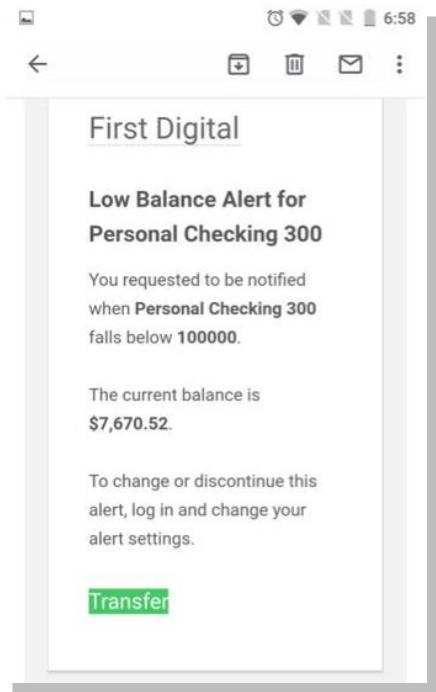 6:58
First Digital
Low Balance Alert for
Personal Checking 300
You requested to be notified
when Personal Checking 300
falls below 100000.
The current balance is
$7,670.52.
To change or discontinue this
alert, log in and change your
alert settings.
Transfer